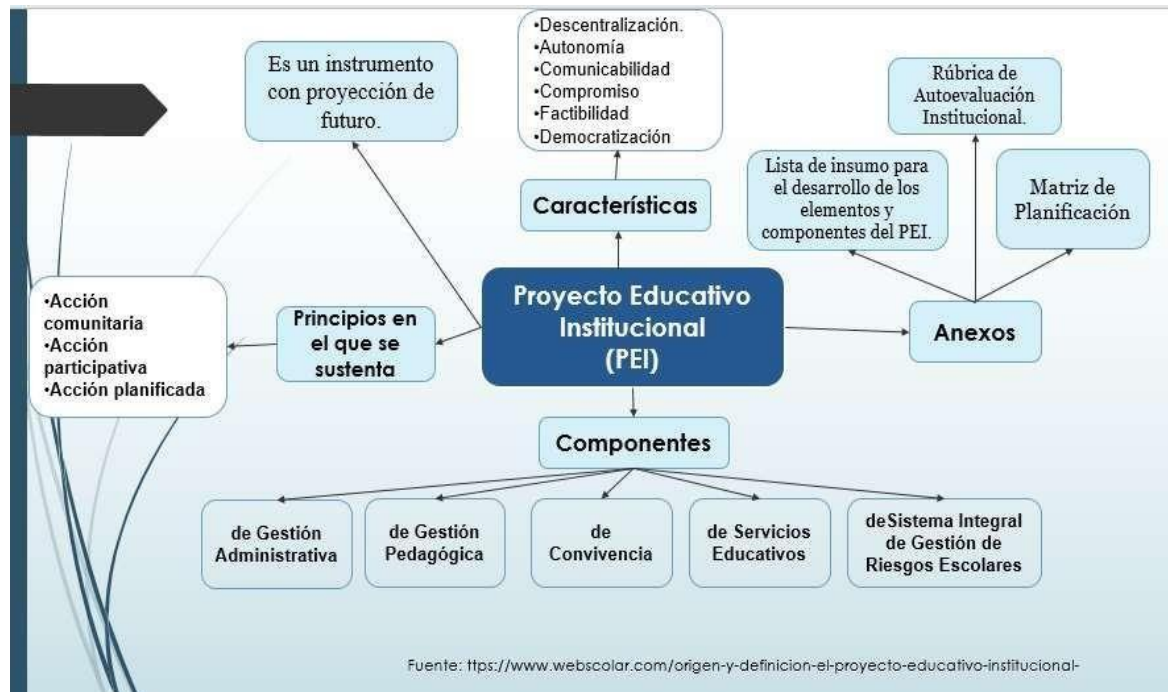 •Descentralización.
•Autonomía
•Comunicabilidad
•Compromiso
•Factibilidad
•Democratización
Es un instrumento
con proyección de
futuro.
Rúbrica de
Autoevaluación
Institucional.
Lista de insumo para
el desarrollo de los
elementos y
componentes del PEI.
Matriz de
Planificación
Característícas
Proyecto Educativo
Institucional
(PEI)
Anexos
Principios en
el que se
sustenta
•Acción
comunitaria
•Acción
participativa
•Acción planificada
Componentes
de Gestión
Administrativa
de Gestión
Pedagógica
de
Convivencia
de Servicios
Educativos
deSistema Integral
de Gestión de
Riesgos Escolares
Fuente: ttps://www.webscolar.com/origen-y-definicion-el-proyecto-educativo-institucional-